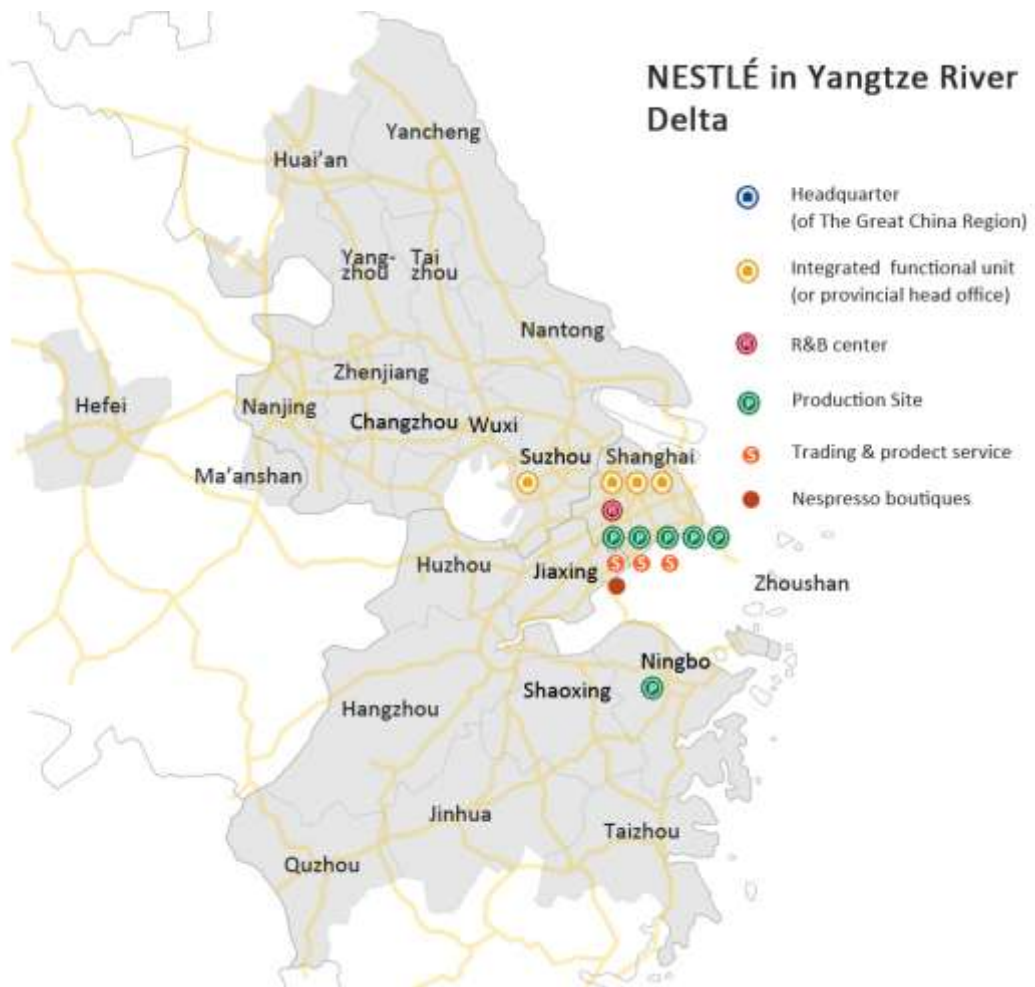 NESTLÉ in Yangtze River
Delta
Headquarter
(of The Great China Region)
Integrated functional unit
(or provincial head office)
R&B center
Production Site
Trading & prodect service
Nespresso boutiques
Yancheng
Huai'an
Yang-
zhou
Tai
zhou
Nantong
Zhenjiang
Hefei
Nanjing
Changzhou
Wuxi
Suzhou
Shanghai
Ma'anshan
R
P P P P P
S S S
Huzhou
Jiaxing
Zhoushan
Ningbo
P
Shaoxing
Hangzhou
Jinhua
Taizhou
Quzhou
R
P
S